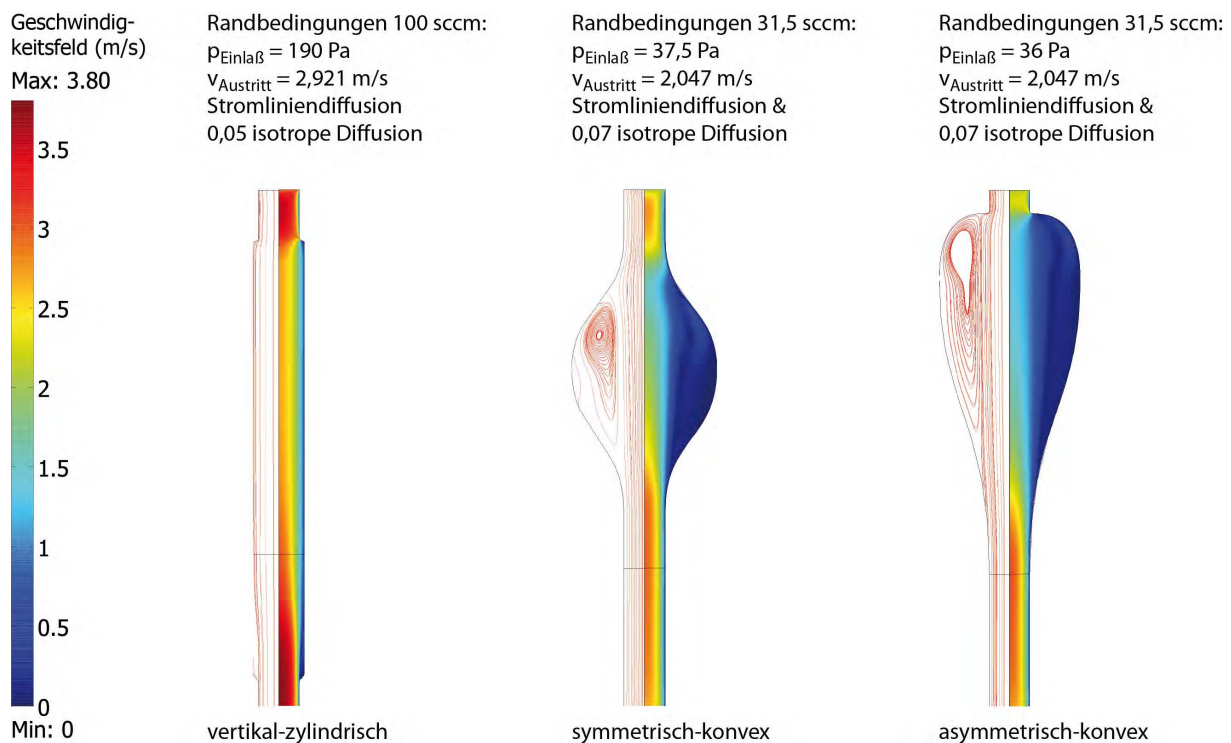 Geschwindig-
keitsfeld (m/s)
Max: 3.80
3.5
3
2.5
2
1.5
1
0.5
0
Min: 0
Randbedingungen 100 sccm:
pEinlaß = 190 Pa
vAustritt = 2,921 m/s
Stromliniendiffusion
0,05 isotrope Diffusion
vertikal-zylindrisch
Randbedingungen 31,5 sccm:
pEinlaß = 37,5 Pa
vAustritt = 2,047 m/s
Stromliniendiffusion &
0,07 isotrope Diffusion
symmetrisch-konvex
Randbedingungen 31,5 sccm:
pEinlaß = 36 Pa
vAustritt = 2,047 m/s
Stromliniendiffusion &
0,07 isotrope Diffusion
asymmetrisch-konvex